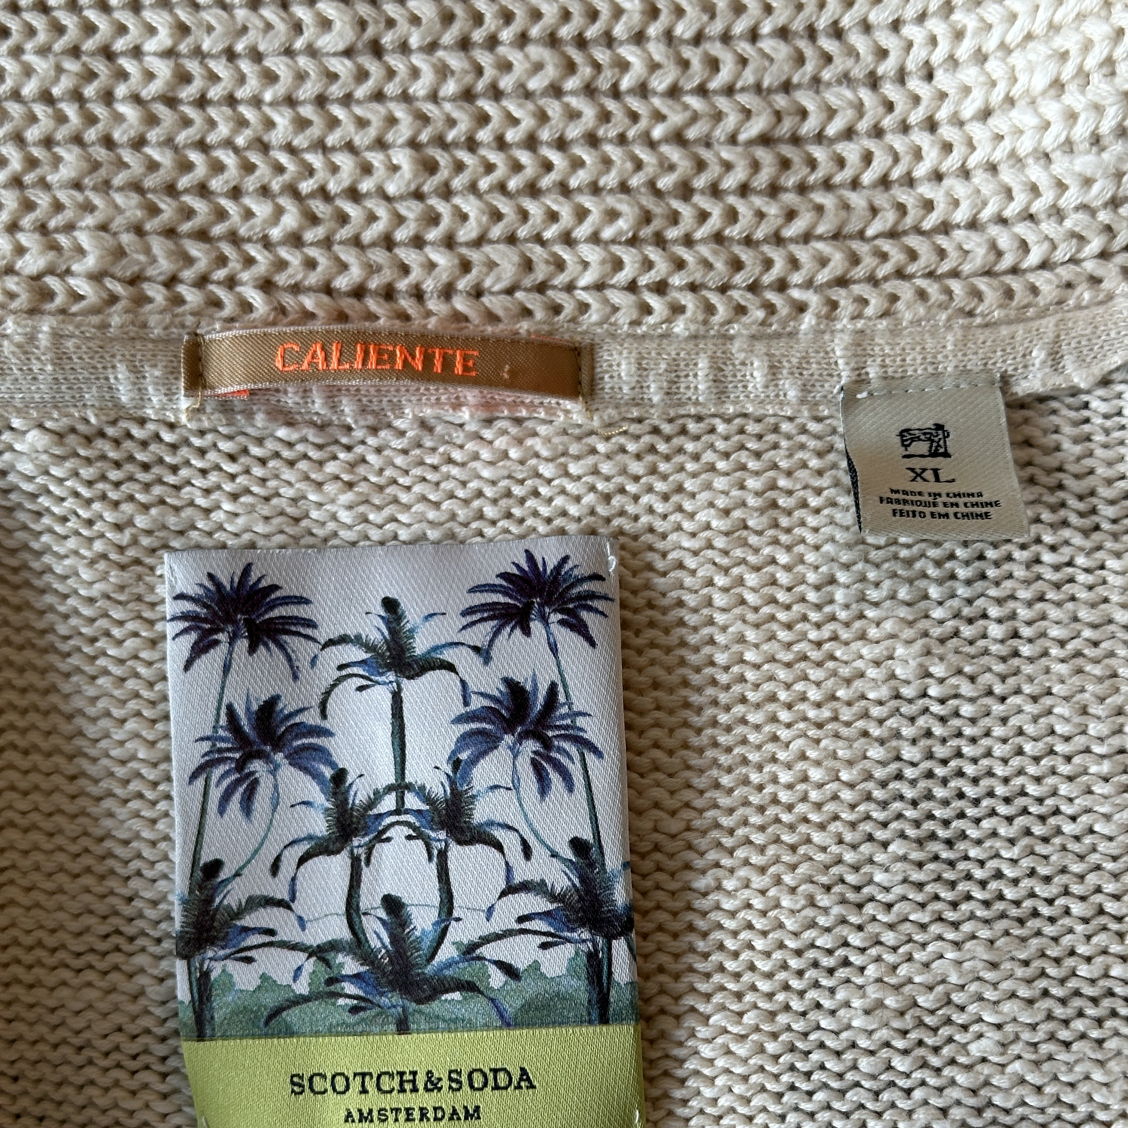 CALIENTE
XL
MADE IN CHINA
FABRIQUE EN CHINE
FEITO EM CHINE
SCOTCH&SODA
AMSTERDAM